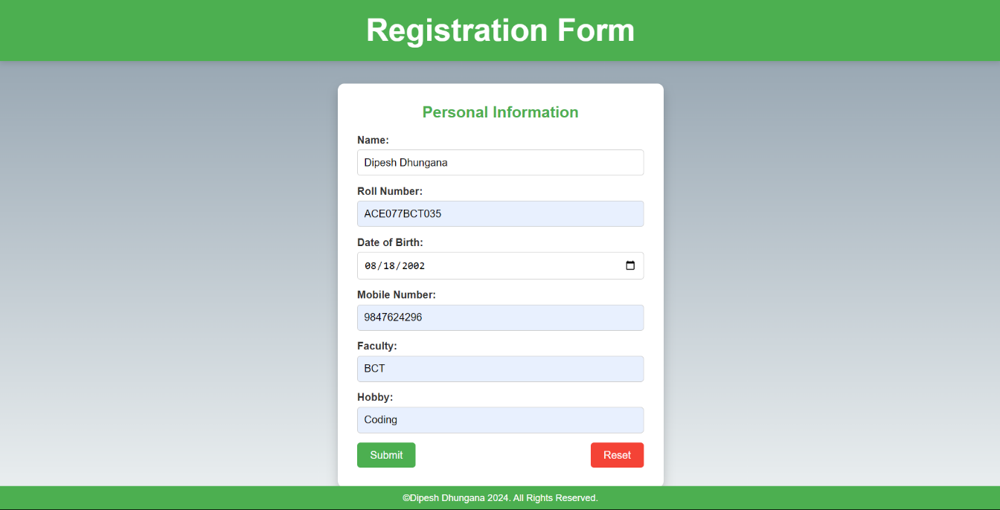 Registration Form
Personal Information
Name:
Dipesh Dhungana
Roll Number:
ACE077BCT035
Date of Birth:
08/18/2002
Mobile Number:
9847624296
Faculty:
BCT
Hobby:
Coding
Submit Reset
©Dipesh Dhungana 2024. All Rights Reserved.